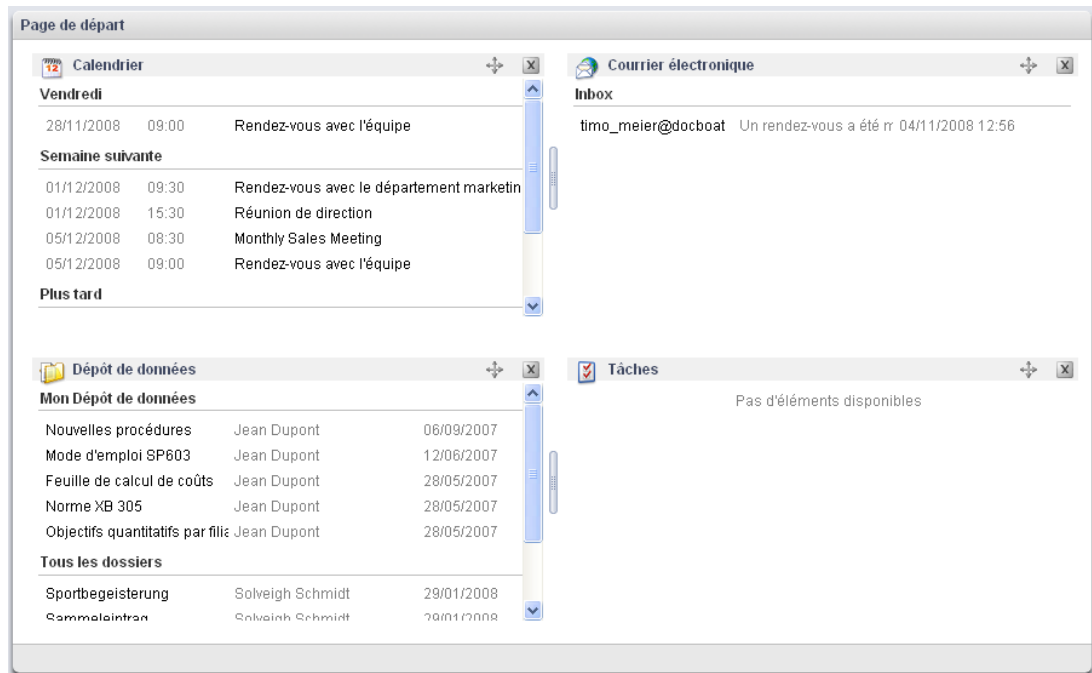 Page de départ
Calendrier
Vendredi
28/11/2008 09:00 Rendez-vous avec l'équipe
Semaine suivante
01/12/2008 09:30 Rendez-vous avec le département marketin
01/12/2008 15:30 Réunion de direction
05/12/2008 08:30 Monthly Sales Meeting
05/12/2008 09:00 Rendez-vous avec l'équipe
Plus tard
Courrier électronique
Inbox
timo_meier@docboat Un rendez-vous a été r 04/11/2008 12:56
Dépôt de données
Mon Dépôt de données
Nouvelles procédures Jean Dupont 06/09/2007
Mode d'emploi SP603 Jean Dupont 12/06/2007
Feuille de calcul de coûts Jean Dupont 28/05/2007
Norme XB 305 Jean Dupont 28/05/2007
Objectifs quantitatifs par filia Jean Dupont 28/05/2007
Tous les dossiers
Sportbegeisterung Solveigh Schmidt 29/01/2008
Sammeleintrag Solveigh Schmidt 29/01/2008
Tâches
Pas d'éléments disponibles